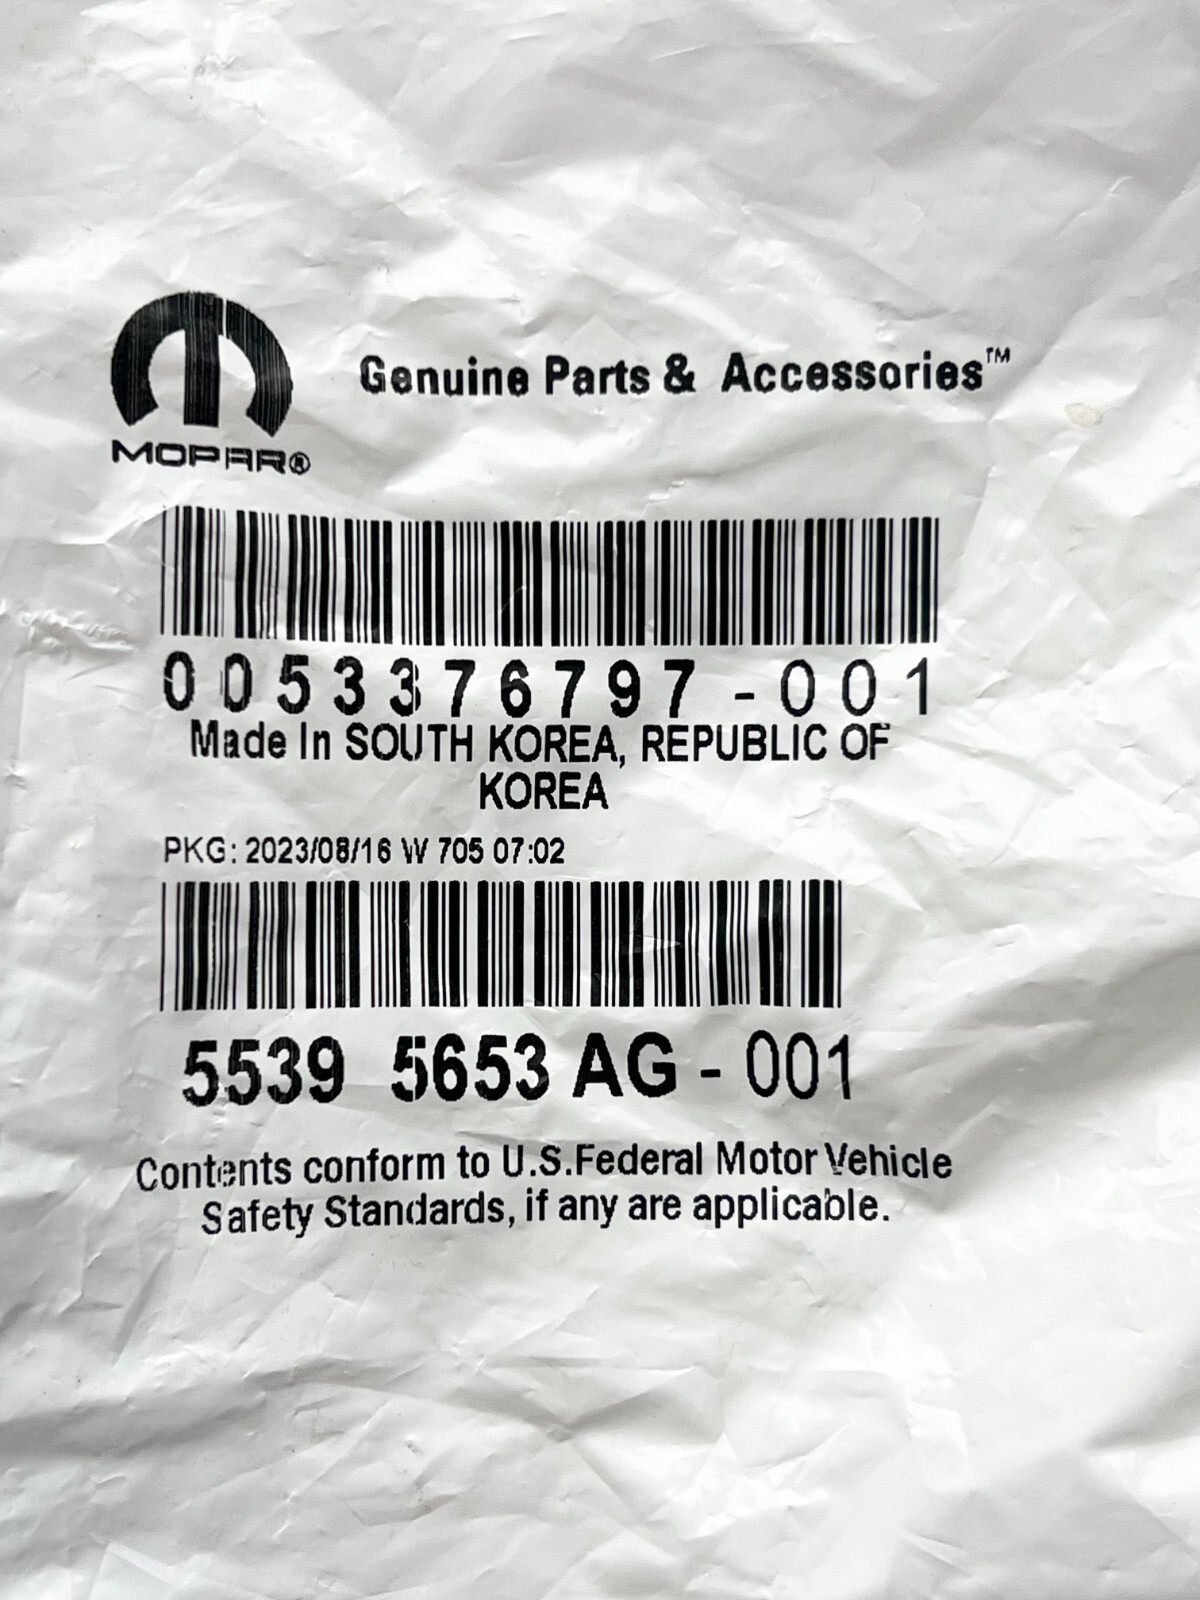 Genuine Parts & Accessories™
MOPAR®
0053376797-001
Made In SOUTH KOREA, REPUBLIC OF
KOREA
PKG: 2023/08/16 W 705 07:02
5539 5653 AG - 001
Contents conform to U.S.Federal Motor Vehicle
Safety Standards, if any are applicable.